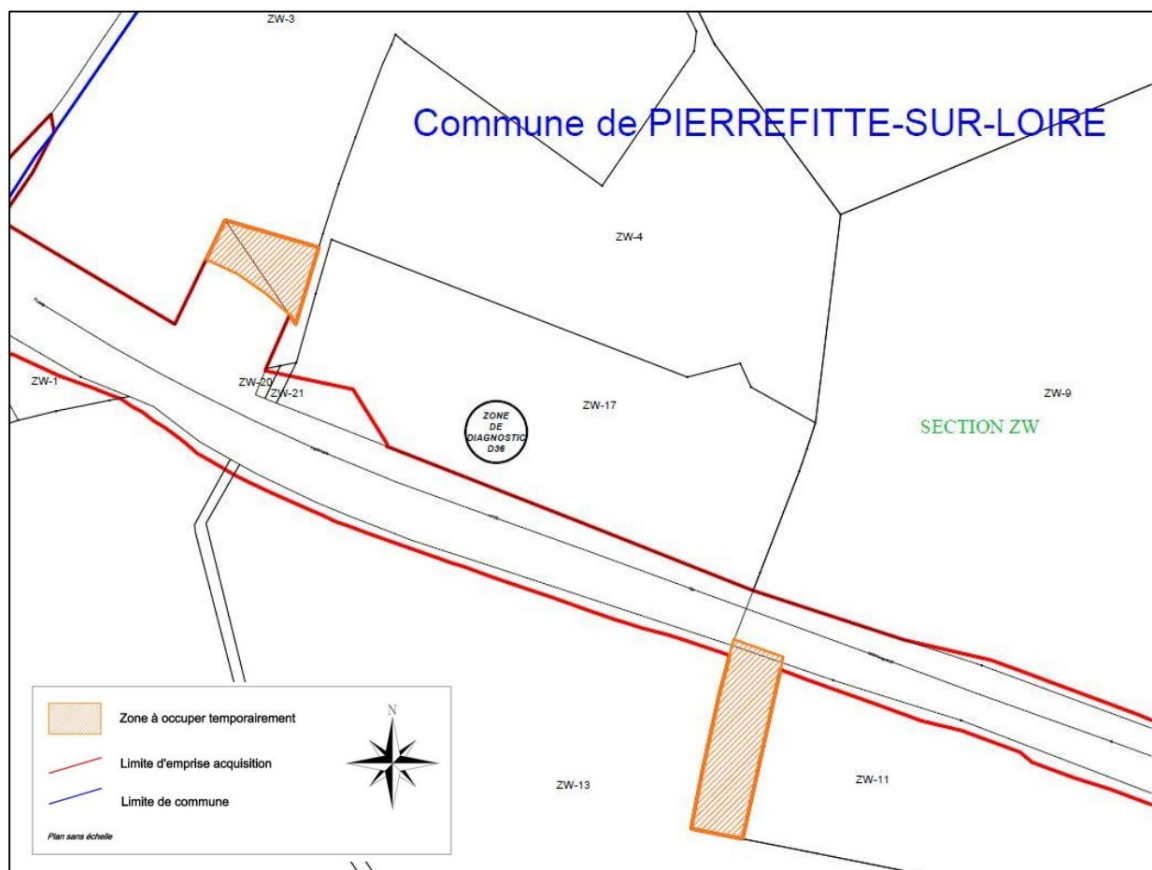 ZW-3
Commune de PIERREFITTE-SUR-LOIRE
ZW-4
ZW-1
ZW-20
ZW-21
ZW-17
ZW-9
ZONE
DE
DIAGNOSTIC
D36
SECTION ZW
ZW-13
ZW-11
Zone à occuper temporairement
N
Limite d'emprise acquisition
Limite de commune
Plan sans échelle